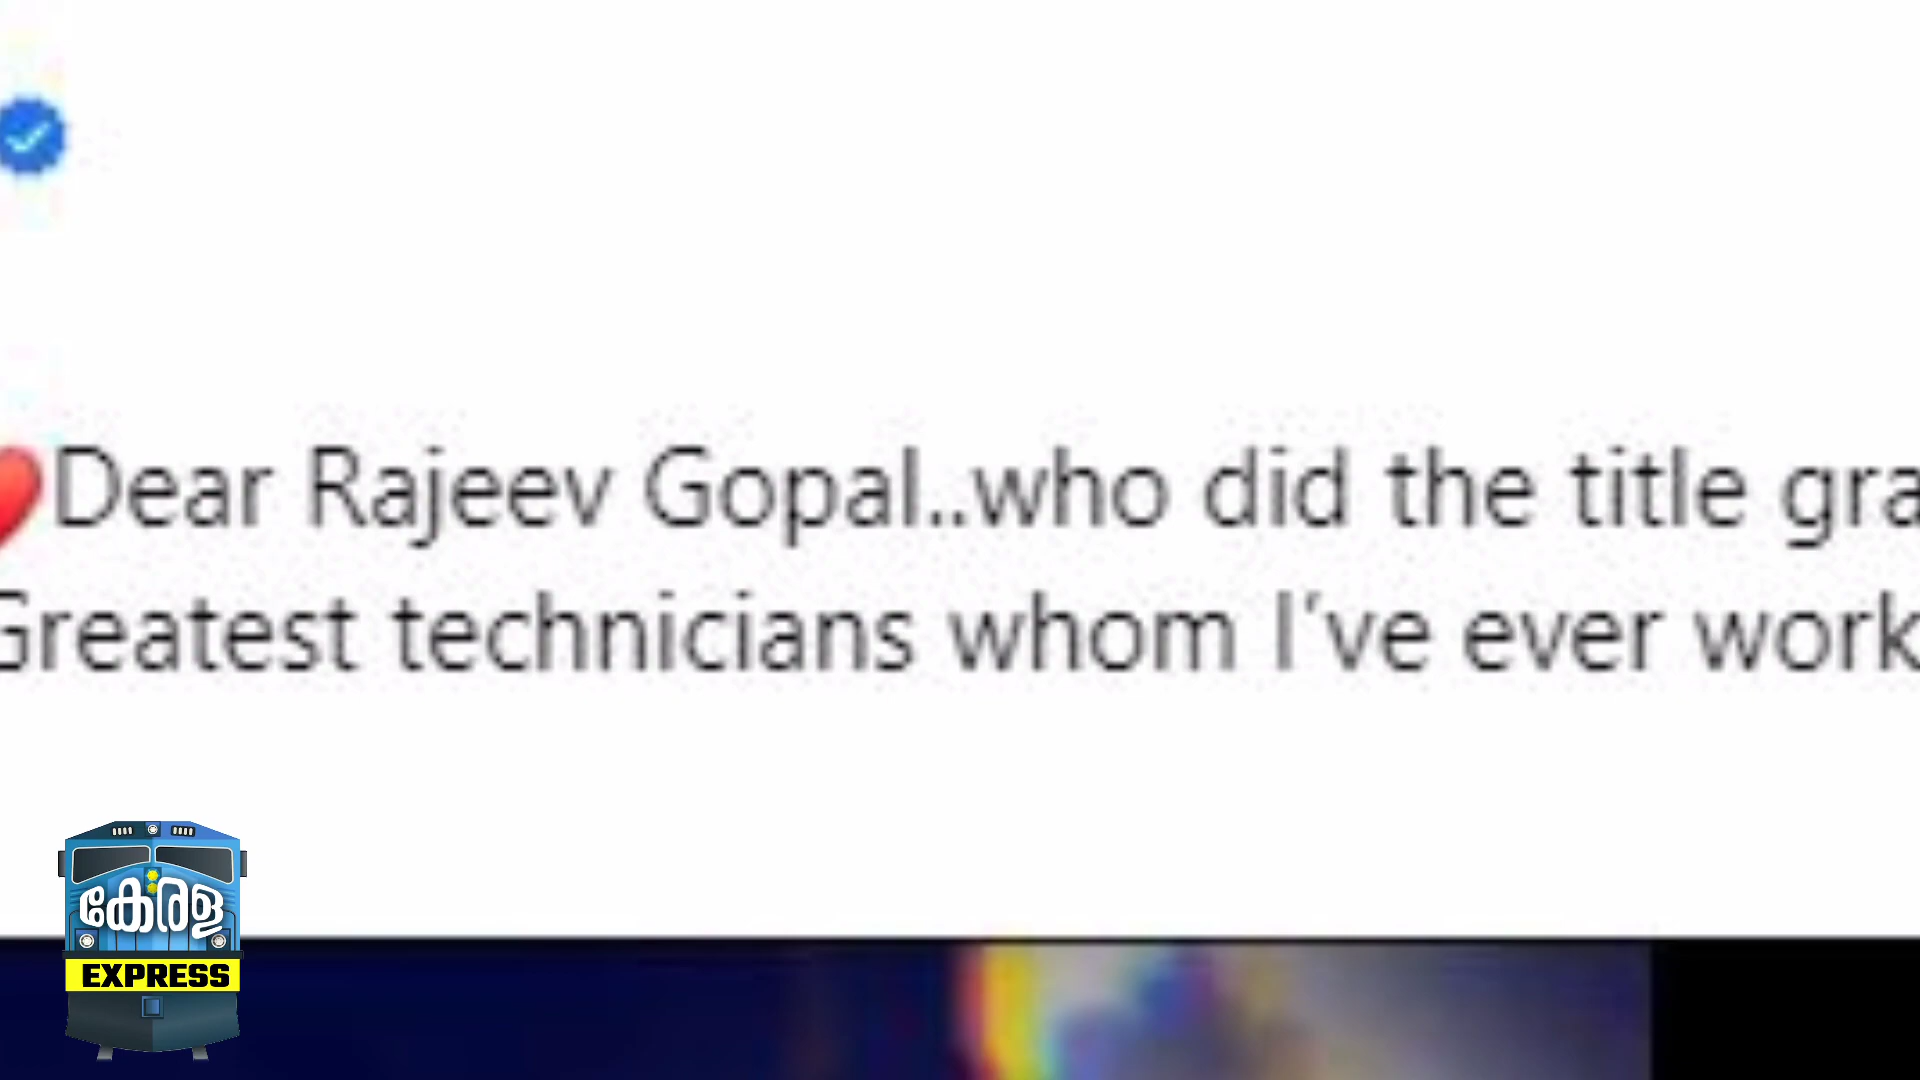 Dear Rajeev Gopal..who did the title gra
Greatest technicians whom I've ever work
കേരള
EXPRESS